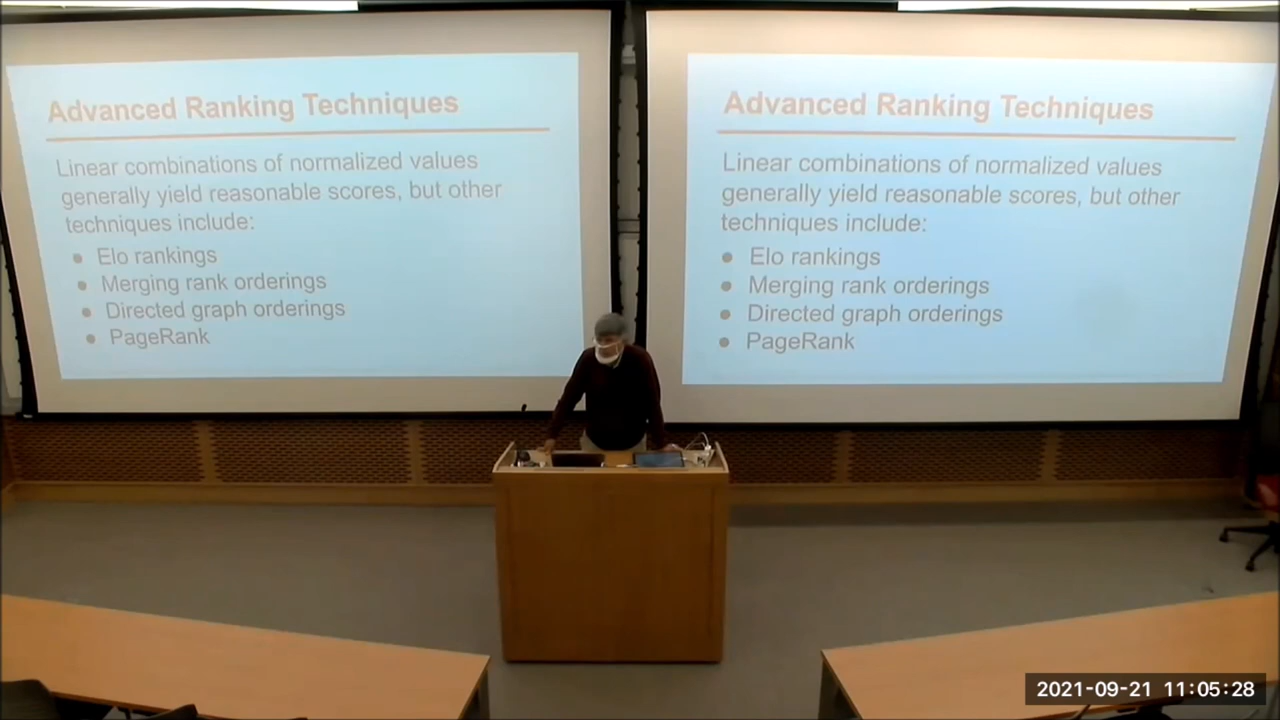 Advanced Ranking Techniques
Linear combinations of normalized values
generally yield reasonable scores, but other
techniques include:
● Elo rankings
● Merging rank orderings
● Directed graph orderings
● PageRank
Advanced Ranking Techniques
Linear combinations of normalized values
generally yield reasonable scores, but other
techniques include:
● Elo rankings
● Merging rank orderings
● Directed graph orderings
● PageRank
2021-09-21 11:05:28